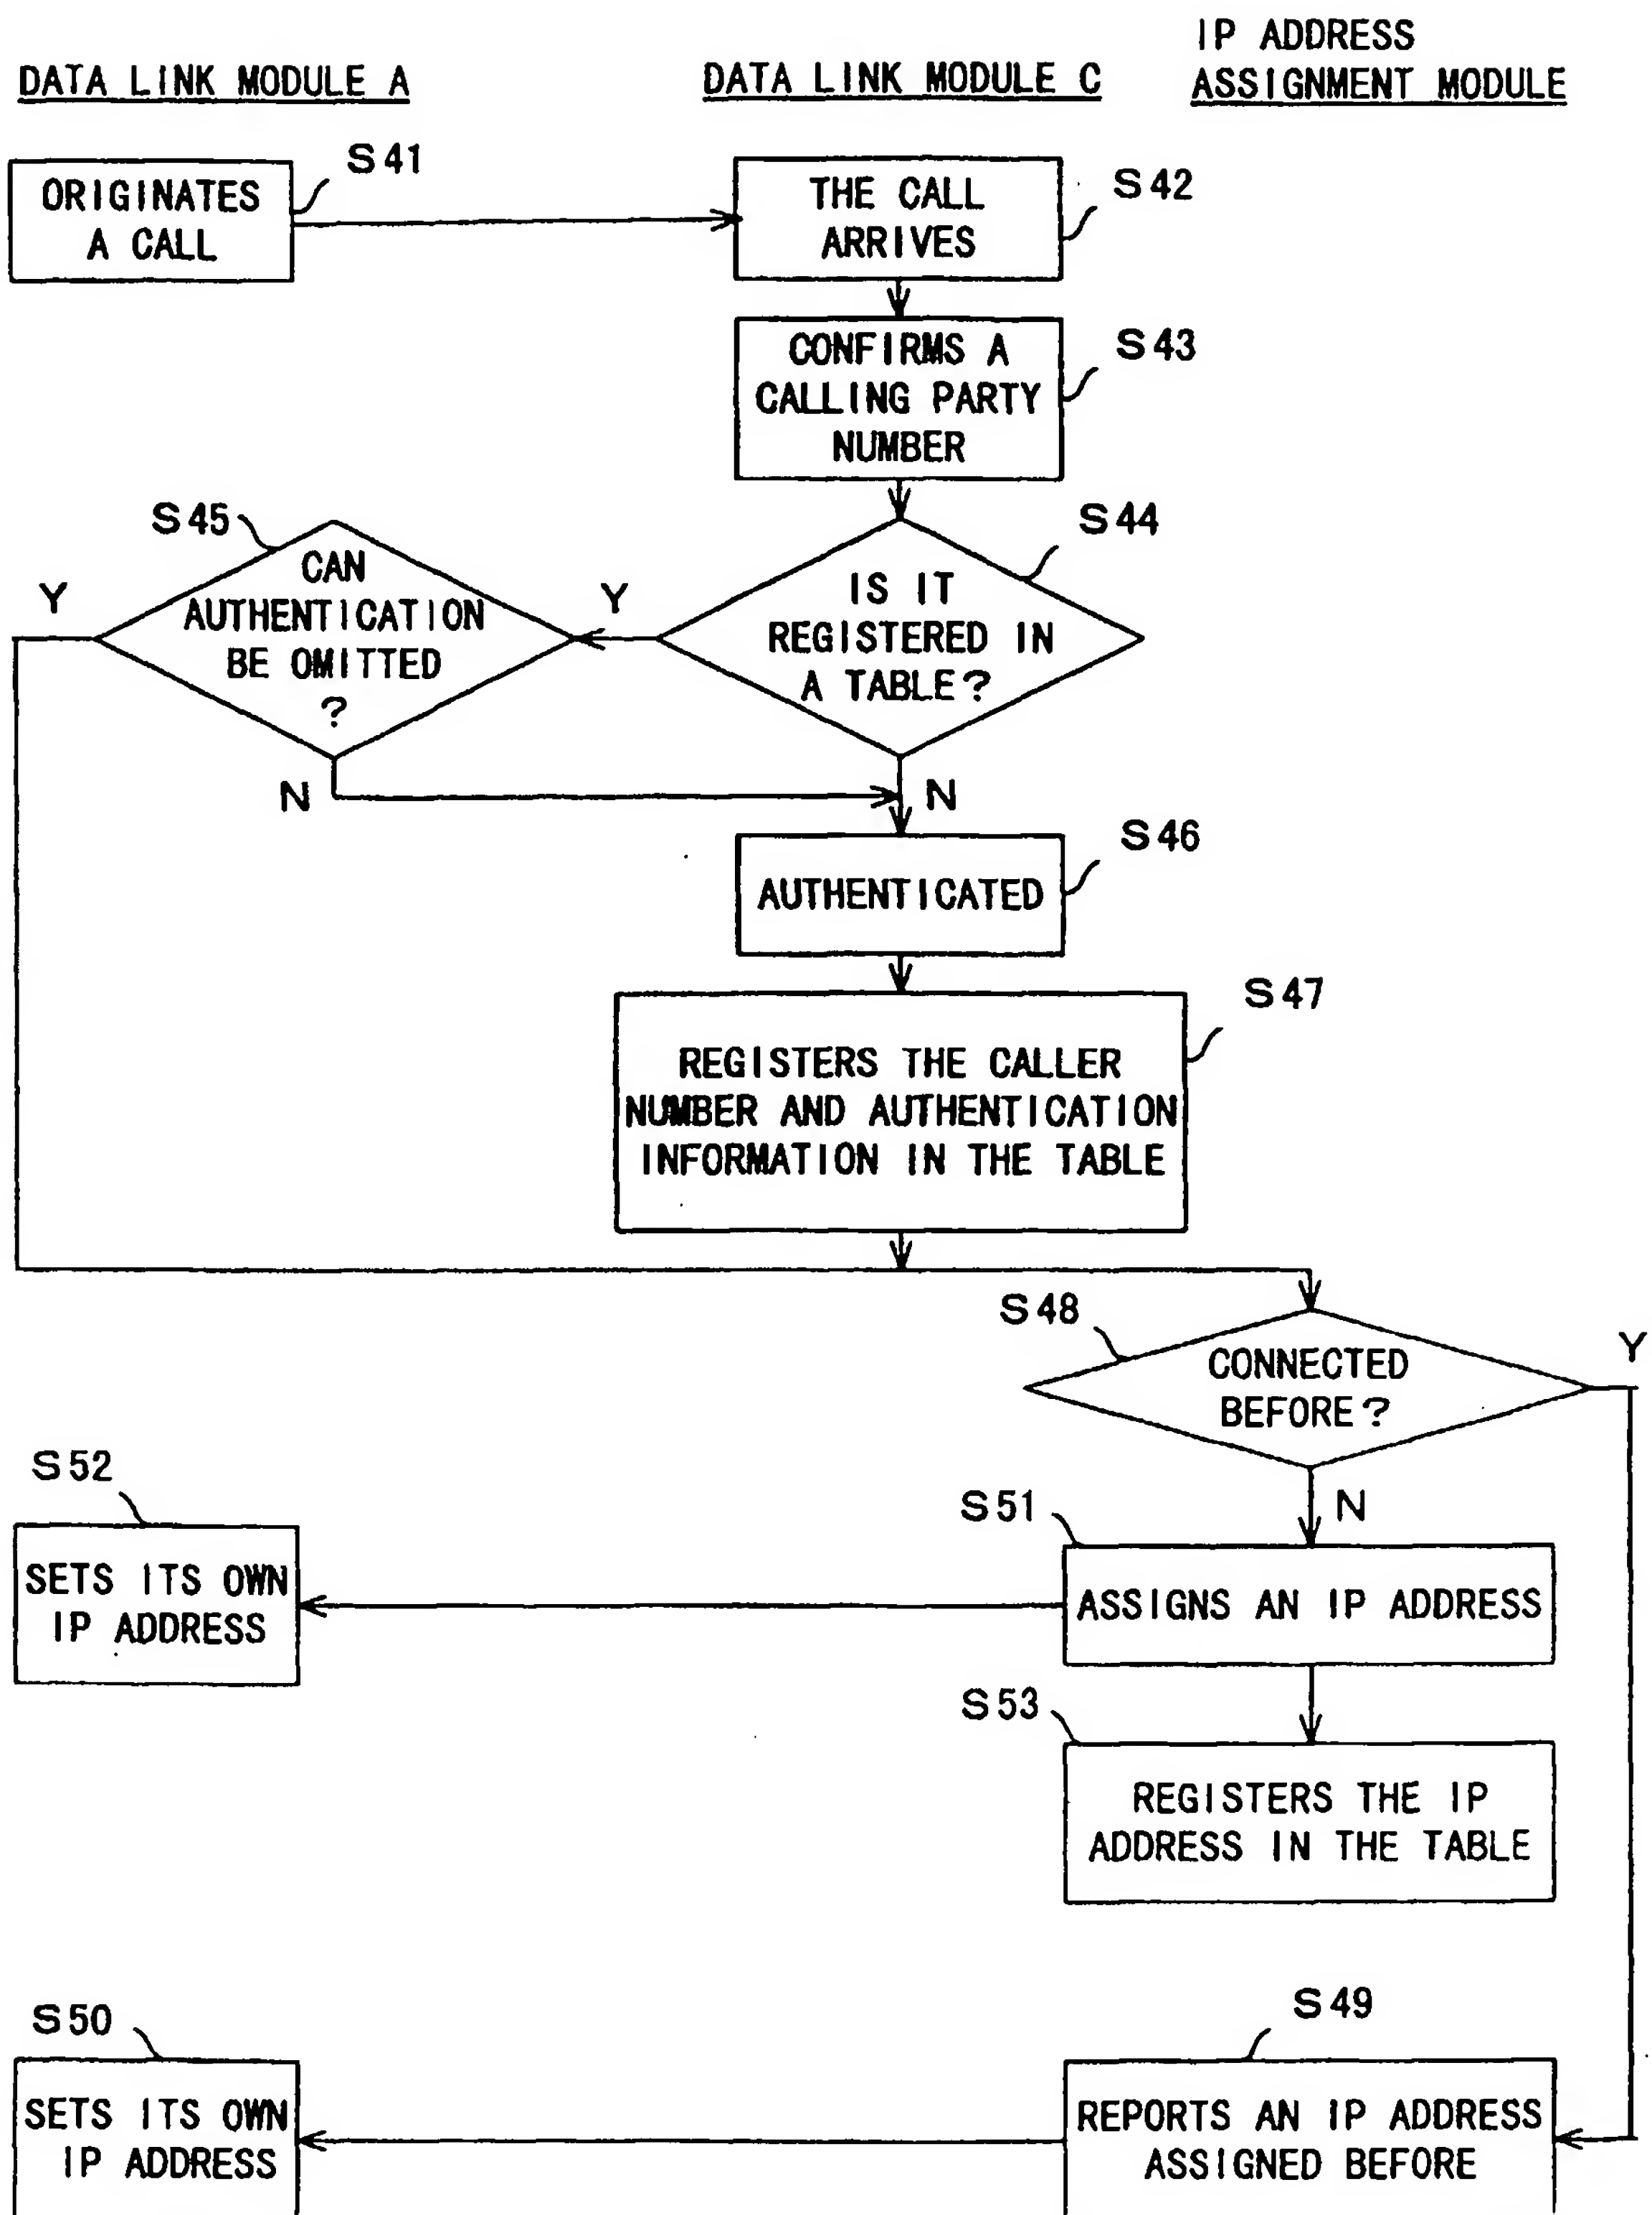 IP ADDRESS
ASSIGNMENT MODULE
DATA LINK MODULE A
DATA LINK MODULE C
S41
ORIGINATES
A CALL
S42
THE CALL
ARRIVES
S43
CONFIRMS A
CALLING PARTY
NUMBER
S44
IS IT
REGISTERED IN
A TABLE?
Y
N
S45
CAN
AUTHENTICATION
BE OMITTED
?
Y
N
S46
AUTHENTICATED
S47
REGISTERS THE CALLER
NUMBER AND AUTHENTICATION
INFORMATION IN THE TABLE
S48
CONNECTED
BEFORE?
Y
N
S51
ASSIGNS AN IP ADDRESS
S52
SETS ITS OWN
IP ADDRESS
S53
REGISTERS THE IP
ADDRESS IN THE TABLE
S49
REPORTS AN IP ADDRESS
ASSIGNED BEFORE
S50
SETS ITS OWN
IP ADDRESS